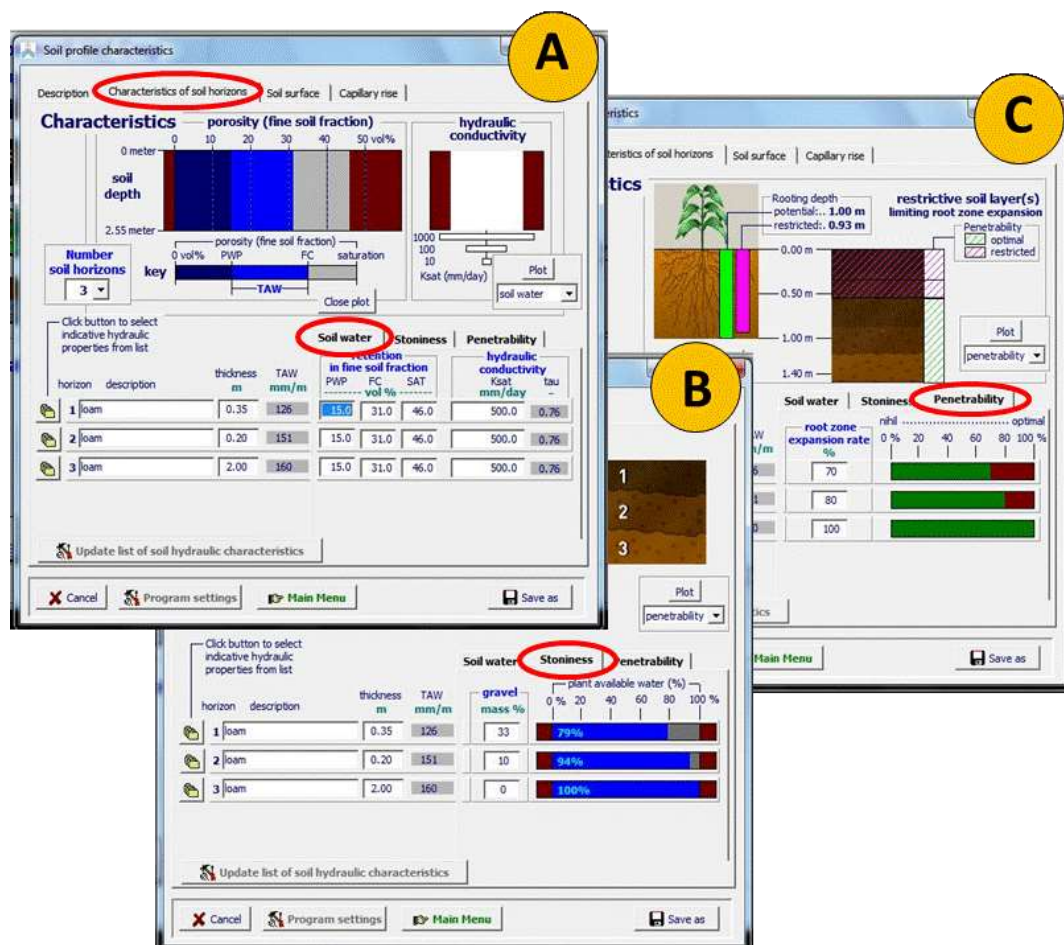 A
Soil profile characteristics
Description Characteristics of soil horizons Soil surface Capillary rise
Characteristics
porosity (fine soil fraction)
hydraulic conductivity
0 10 20 30 40 50 vol%
0 meter
soil depth
2.55 meter
porosity (fine soil fraction)
0 vol% PWP FC saturation
key
TAW
Number soil horizons
3
1000
100
10
Ksat (mm/day)
Plot
soil water
Close plot
Click button to select
indicative hydraulic
properties from list
Soil water Stoniness Penetrability
retention
in fine soil fraction
hydraulic
conductivity
thickness TAW PWP FC SAT Ksat tau
horizon description m mm/m -------- vol % -------- mm/day –
1 loam 0.35 126 15.0 31.0 46.0 500.0 0.76
2 loam 0.20 151 15.0 31.0 46.0 500.0 0.76
3 loam 2.00 160 15.0 31.0 46.0 500.0 0.76
Update list of soil hydraulic characteristics
Cancel Program settings Main Menu Save as
B
1
2
3
Plot
penetrability
Click button to select
indicative hydraulic
properties from list
Soil water Stoniness Penetrability
plant available water (%)
thickness TAW gravel 0 % 20 40 60 80 100 %
horizon description m mm/m mass %
1 loam 0.35 126 33 79%
2 loam 0.20 151 10 94%
3 loam 2.00 160 0 100%
Update list of soil hydraulic characteristics
Cancel Program settings Main Menu Save as
C
eristics
teristics of soil horizons Soil surface Capillary rise
tics
Rooting depth
potential:.. 1.00 m
restricted:.. 0.93 m
restrictive soil layer(s)
limiting root zone expansion
Penetrability
optimal
restricted
0.00 m
0.50 m
1.00 m
1.40 m
Plot
penetrability
Soil water Stoniness Penetrability
root zone
expansion rate
%
nihil ..................... optimal
0 % 20 40 60 80 100 %
W
/m
6 70
1 80
0 100
tics
Main Menu Save as